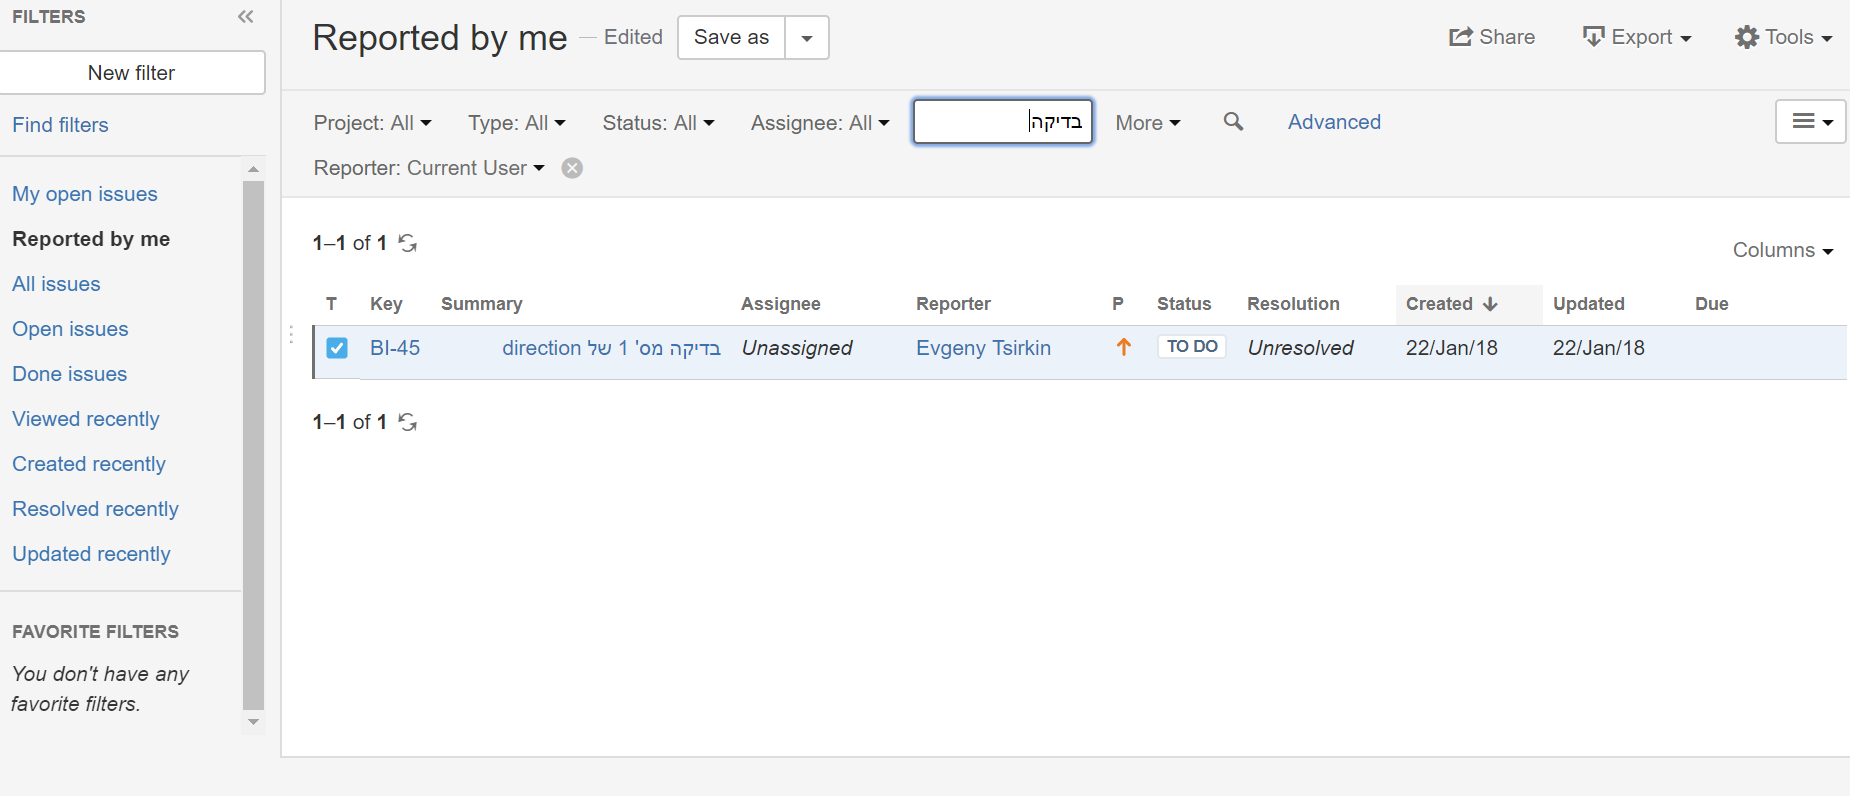 FILTERS
New filter
Find filters
My open issues
Reported by me
All issues
Open issues
Done issues
Viewed recently
Created recently
Resolved recently
Updated recently
FAVORITE FILTERS
You don't have any
favorite filters.
Reported by me — Edited Save as
Share Export Tools
Project: All Type: All Status: All Assignee: All בדיקה More Advanced
Reporter: Current User
1–1 of 1
Columns
T Key Summary Assignee Reporter P Status Resolution Created Updated Due
BI-45 בדיקה מס' 1 של direction Unassigned Evgeny Tsirkin TO DO Unresolved 22/Jan/18 22/Jan/18
1–1 of 1